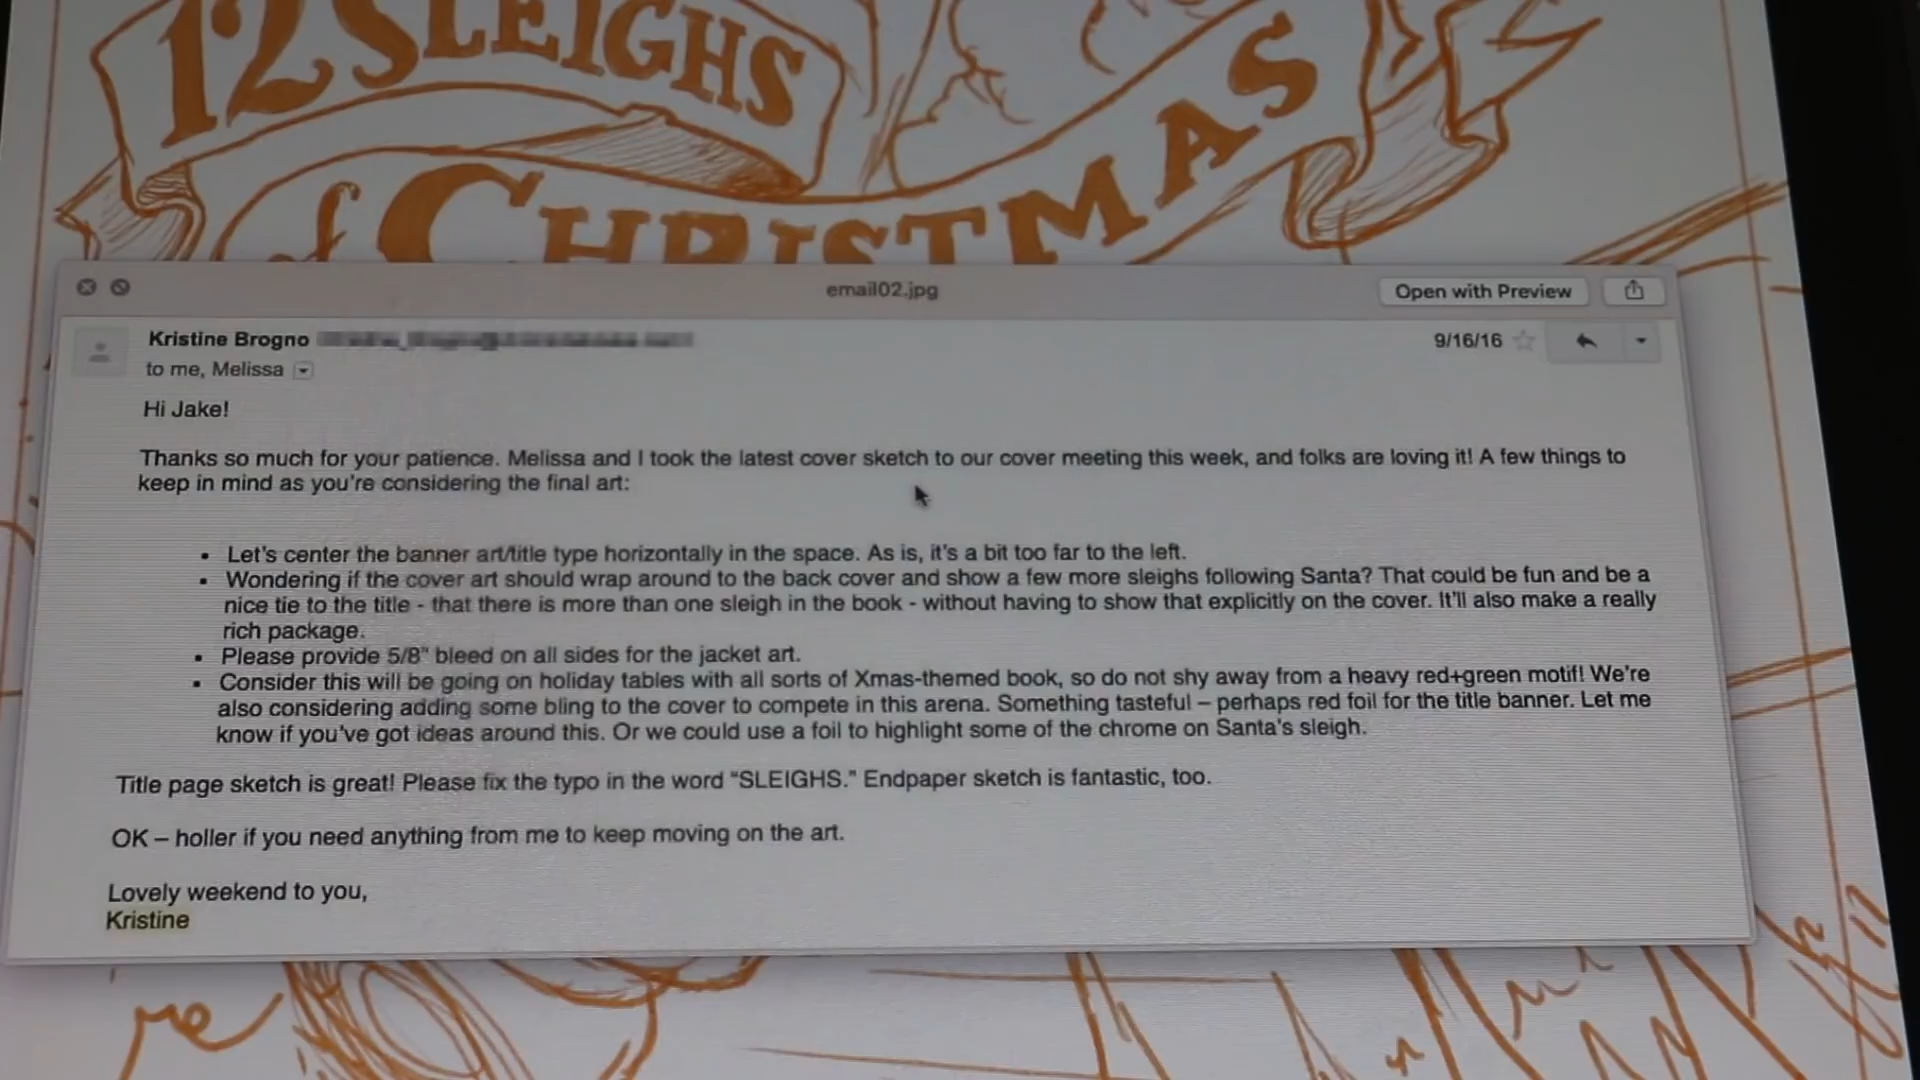 12 SLEIGHS
of CHRISTMAS
email02.jpg
Open with Preview
Kristine Brogno
9/16/16
to me, Melissa
Hi Jake!
Thanks so much for your patience. Melissa and I took the latest cover sketch to our cover meeting this week, and folks are loving it! A few things to
keep in mind as you're considering the final art:
• Let's center the banner art/title type horizontally in the space. As is, it's a bit too far to the left.
• Wondering if the cover art should wrap around to the back cover and show a few more sleighs following Santa? That could be fun and be a
nice tie to the title - that there is more than one sleigh in the book - without having to show that explicitly on the cover. It'll also make a really
rich package.
• Please provide 5/8" bleed on all sides for the jacket art.
• Consider this will be going on holiday tables with all sorts of Xmas-themed book, so do not shy away from a heavy red+green motif! We're
also considering adding some bling to the cover to compete in this arena. Something tasteful – perhaps red foil for the title banner. Let me
know if you've got ideas around this. Or we could use a foil to highlight some of the chrome on Santa's sleigh.
Title page sketch is great! Please fix the typo in the word “SLEIGHS.” Endpaper sketch is fantastic, too.
OK – holler if you need anything from me to keep moving on the art.
Lovely weekend to you,
Kristine